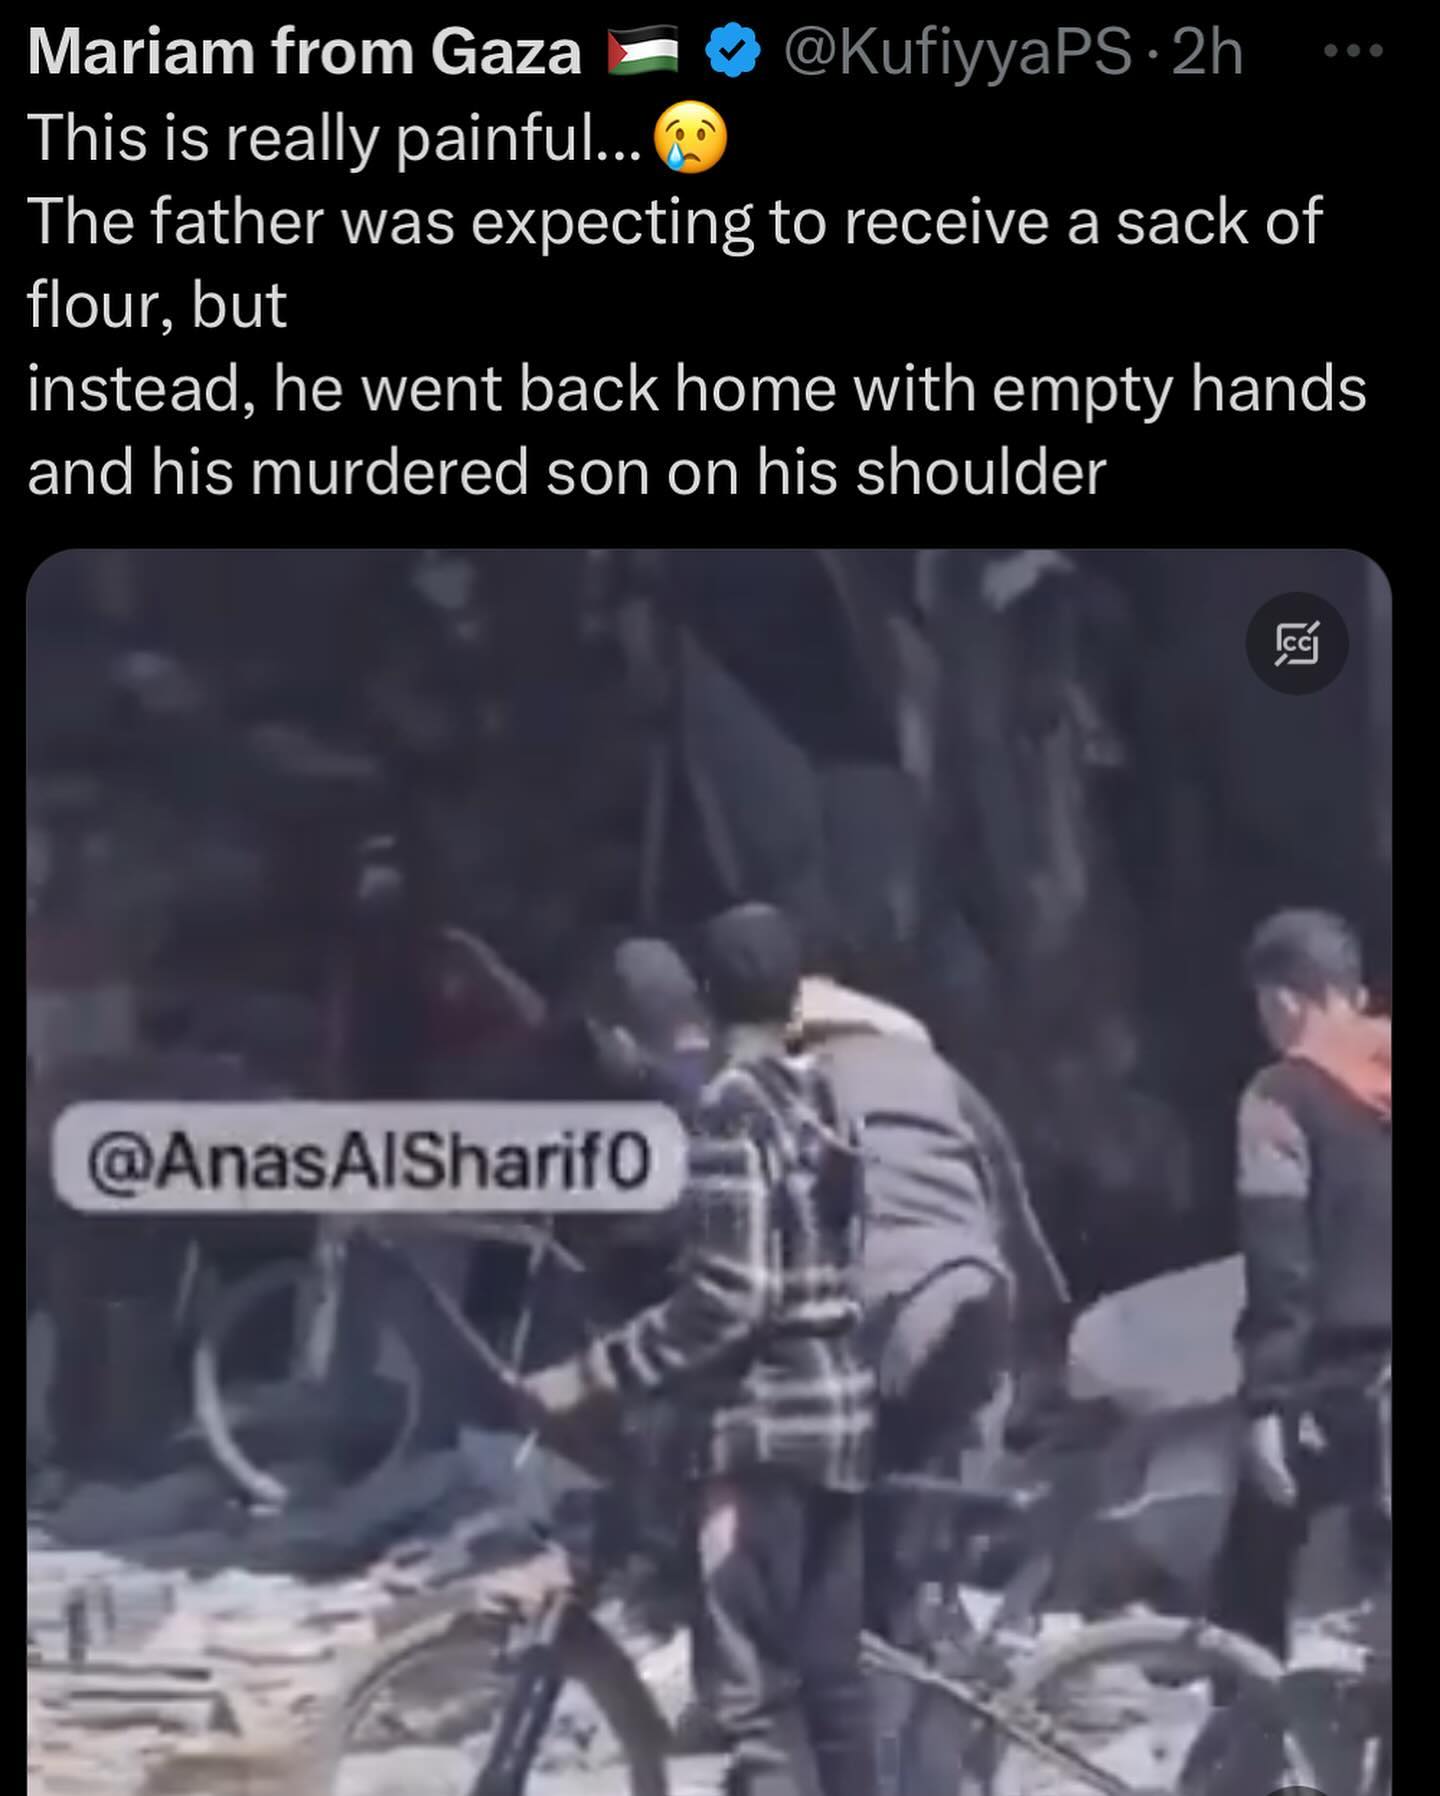 Mariam from Gaza 🇵🇸 @KufiyyaPS · 2h
This is really painful...😢
The father was expecting to receive a sack of
flour, but
instead, he went back home with empty hands
and his murdered son on his shoulder
CC
@AnasAlSharif0